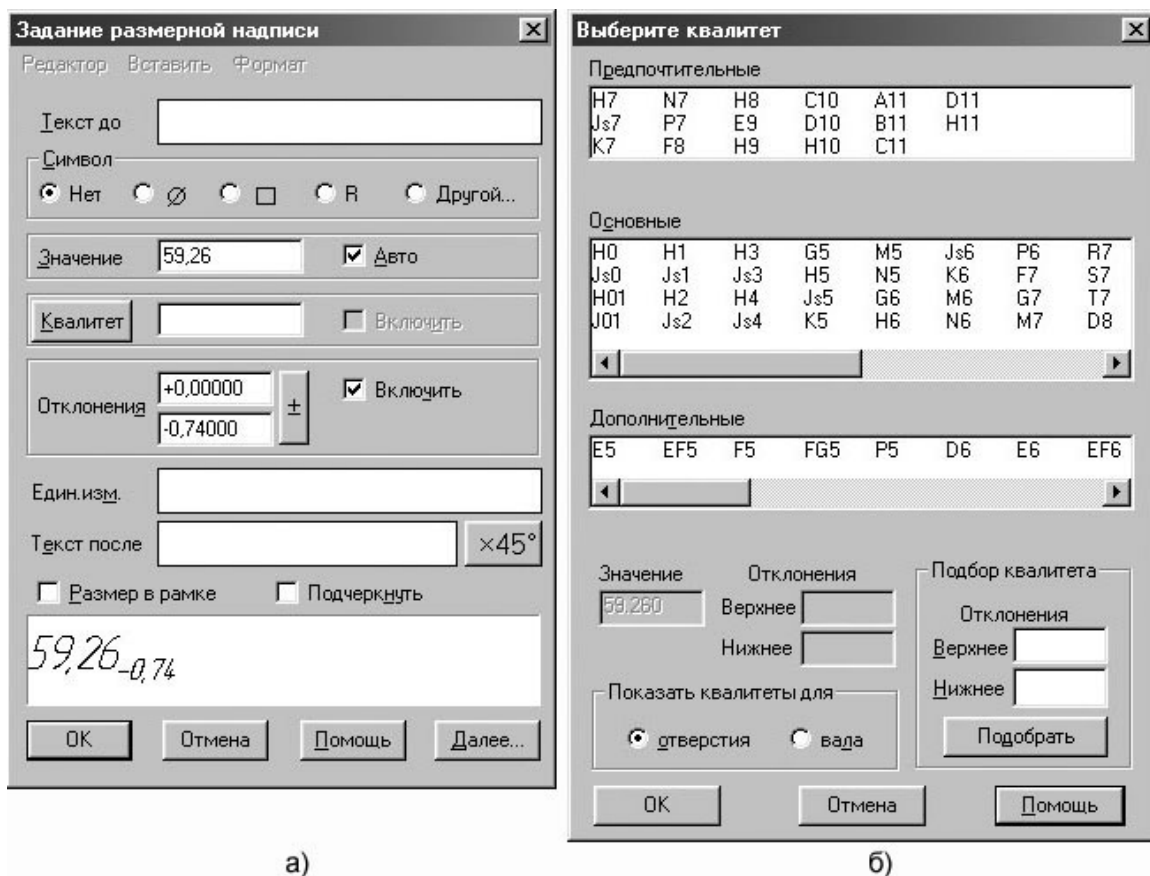 Задание размерной надписи
Редактор Вставить Формат
Текст до
Символ
Нет Ø □ R Другой...
Значение 59,26 Авто
Квалитет Включить
Отклонения +0,00000 ± Включить
-0,74000
Един.изм.
Текст после ×45°
Размер в рамке Подчеркнуть
59,26-0,74
OK Отмена Помощь Далее...
а)
Выберите квалитет
Предпочтительные
H7 N7 H8 C10 A11 D11
Js7 P7 E9 D10 B11 H11
K7 F8 H9 H10 C11
Основные
H0 H1 H3 G5 M5 Js6 P6 R7
Js0 Js1 Js3 H5 N5 K6 F7 S7
H01 H2 H4 Js5 G6 M6 G7 T7
J01 Js2 Js4 K5 H6 N6 M7 D8
Дополнительные
E5 EF5 F5 FG5 P5 D6 E6 EF6
Значение Отклонения
59.260 Верхнее
Нижнее
Подбор квалитета
Отклонения
Верхнее
Нижнее
Подобрать
Показать квалитеты для
отверстия вала
OK Отмена Помощь
б)